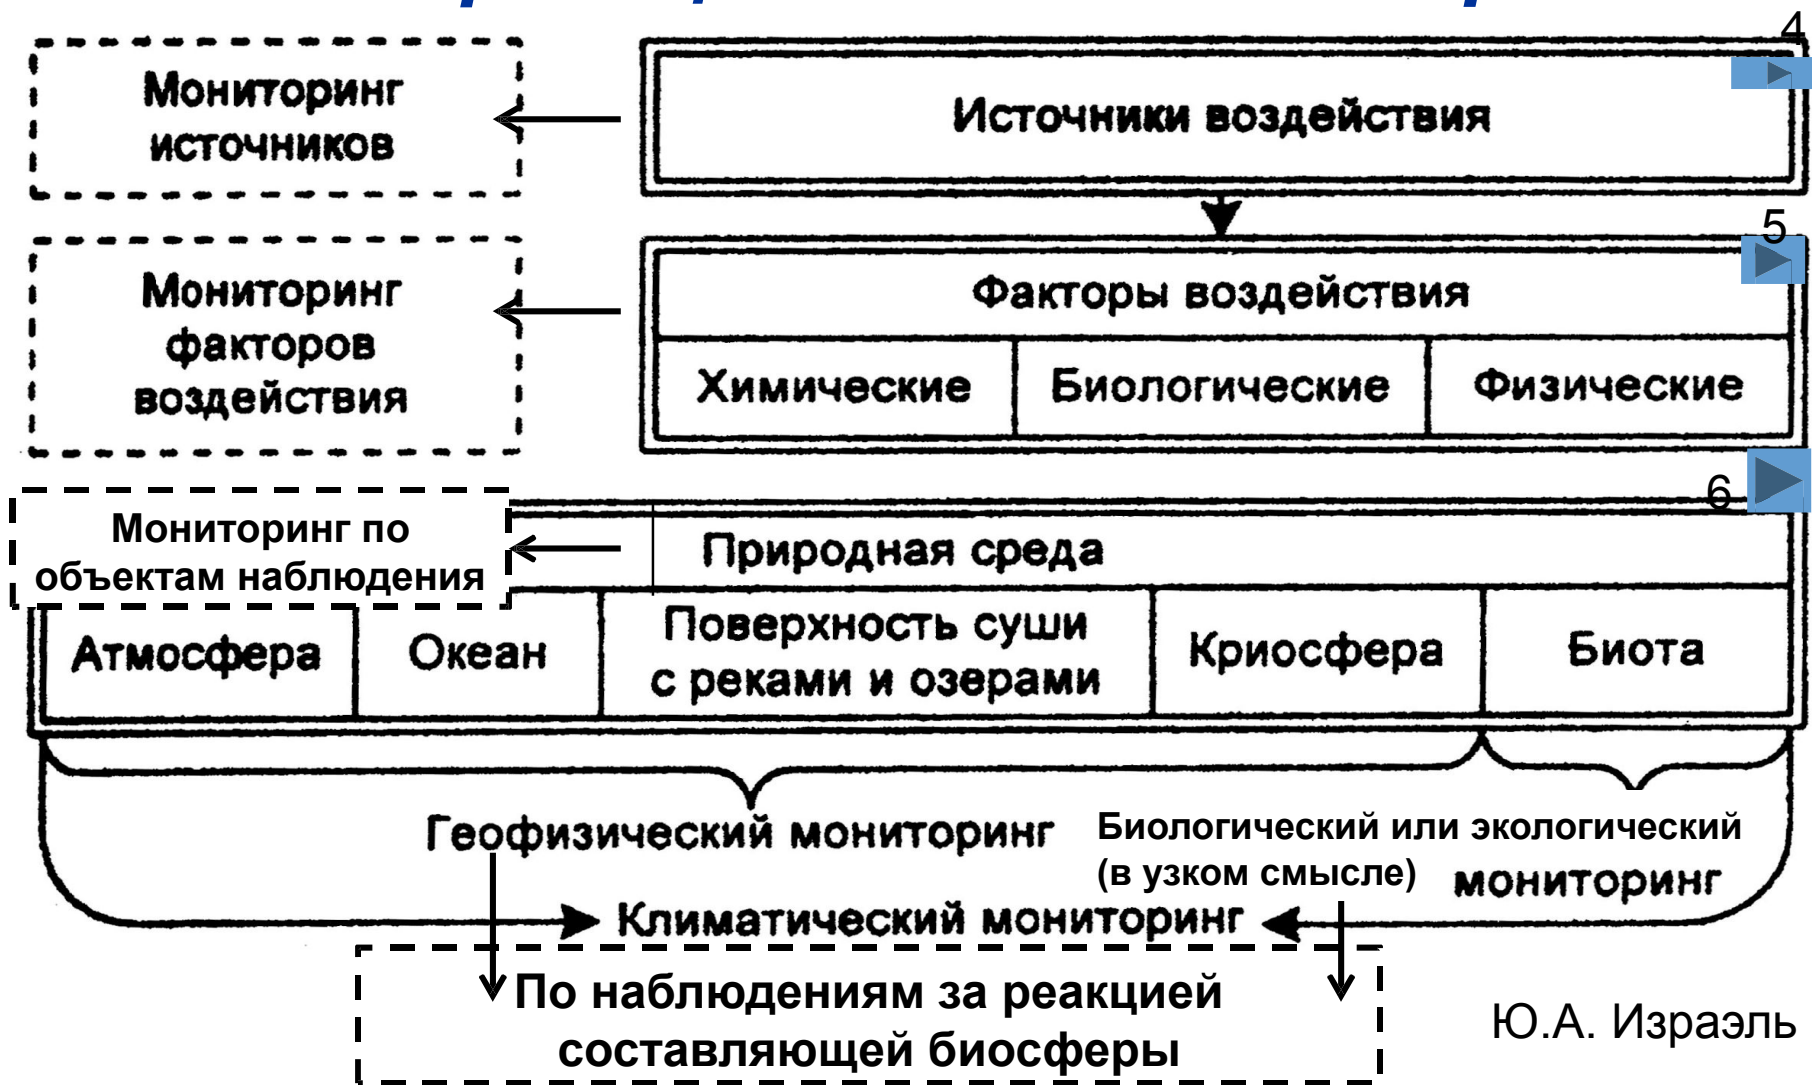 4
Мониторинг
источников
Источники воздействия
5
Мониторинг
факторов
воздействия
Факторы воздействия
Химические
Биологические
Физические
6
Мониторинг по
объектам наблюдения
Природная среда
Атмосфера
Океан
Поверхность суши
с реками и озерами
Криосфера
Биота
Геофизический мониторинг
Биологический или экологический
(в узком смысле)
мониторинг
Климатический мониторинг
По наблюдениям за реакцией
составляющей биосферы
Ю.А. Израэль